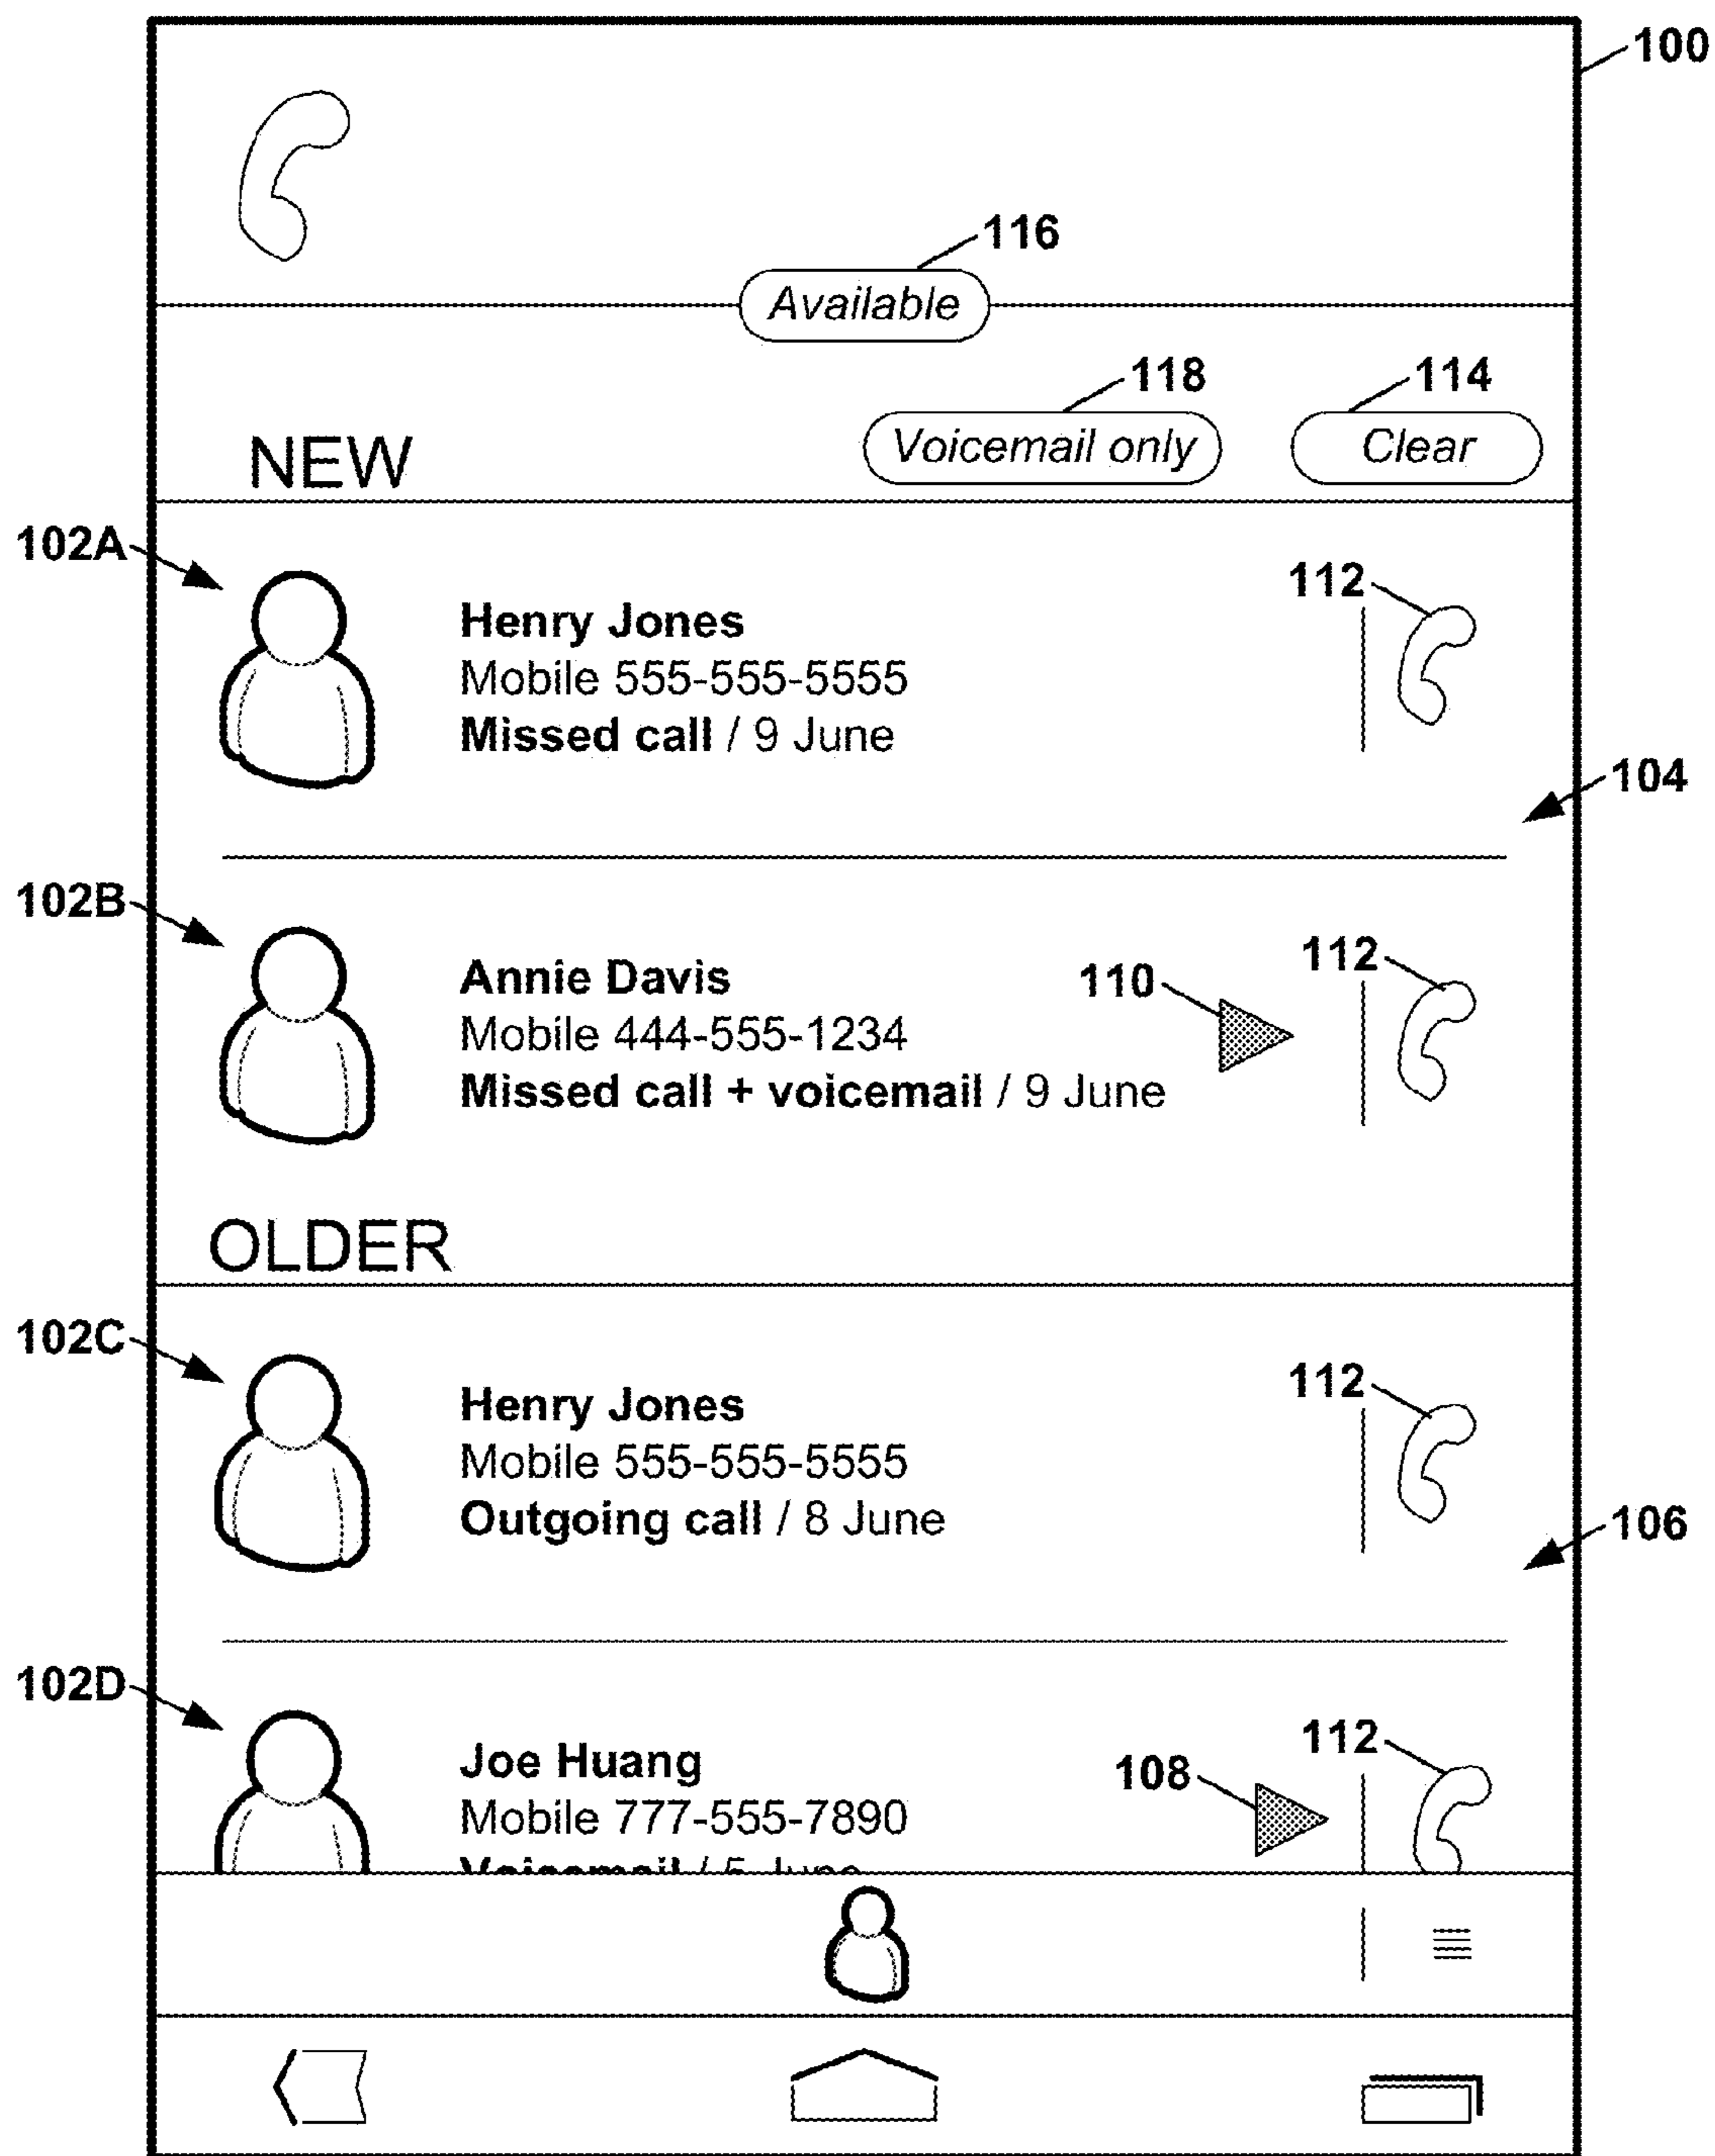 100
116
Available
118
114
NEW
Voicemail only
Clear
102A
112
Henry Jones
Mobile 555-555-5555
Missed call / 9 June
104
102B
112
Annie Davis
110
Mobile 444-555-1234
Missed call + voicemail / 9 June
OLDER
102C
112
Henry Jones
Mobile 555-555-5555
Outgoing call / 8 June
106
102D
112
Joe Huang
108
Mobile 777-555-7890
Voicemail / 5 June